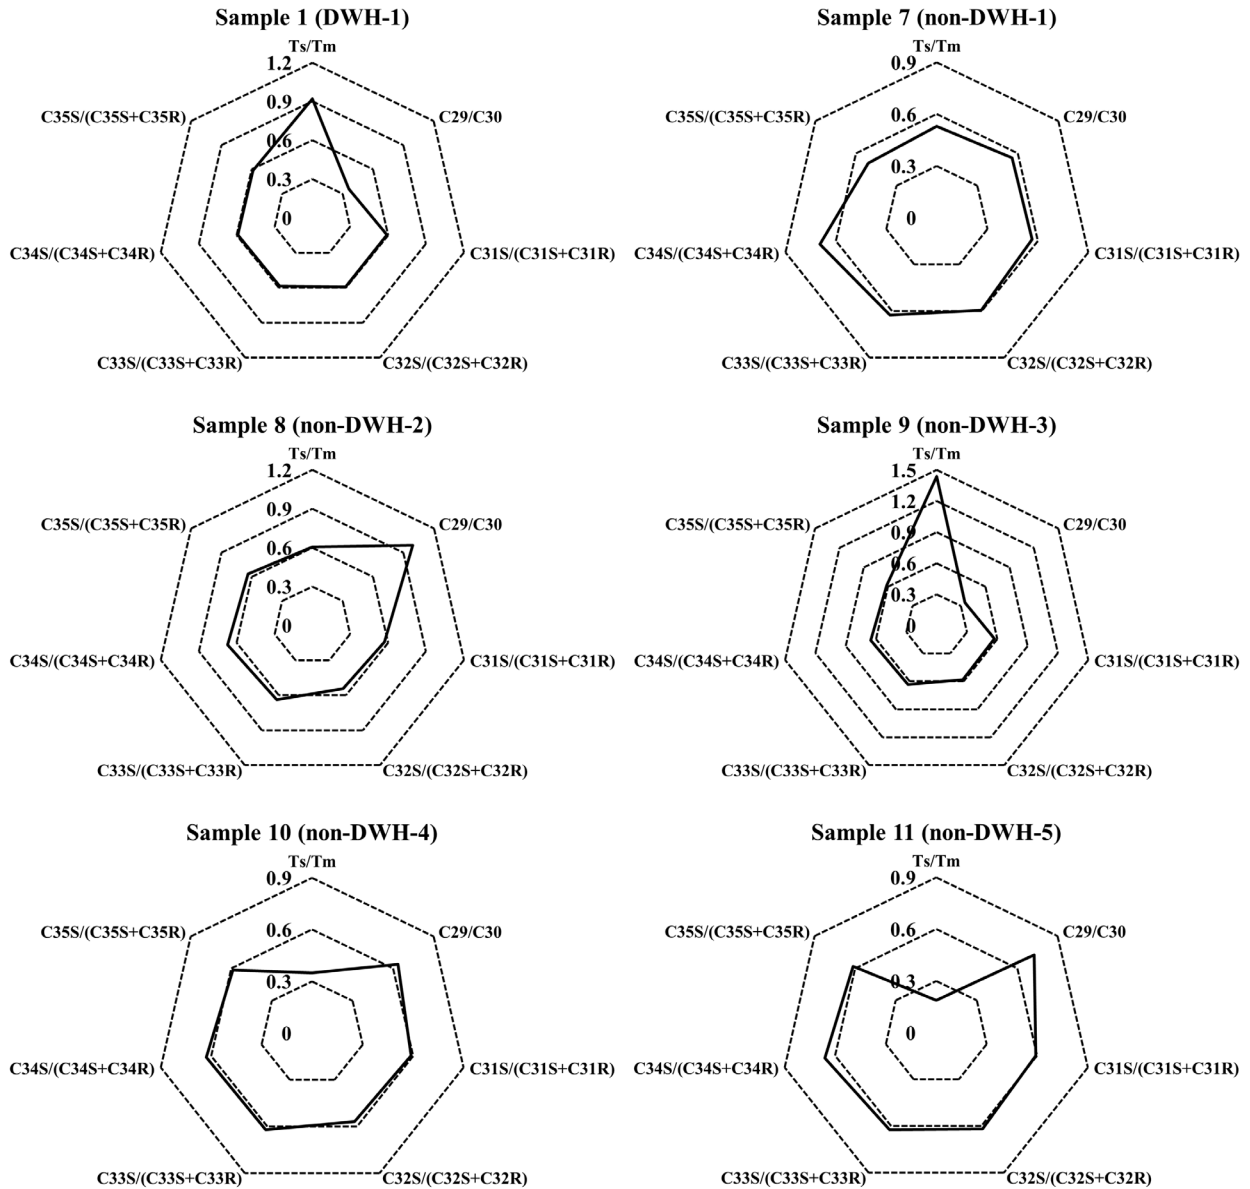 Sample 1 (DWH-1)
Ts/Tm
1.2
C35S/(C35S+C35R)
0.9
C29/C30
0.6
0.3
0
C34S/(C34S+C34R)
C31S/(C31S+C31R)
C33S/(C33S+C33R)
C32S/(C32S+C32R)
Sample 7 (non-DWH-1)
Ts/Tm
0.9
C35S/(C35S+C35R)
0.6
C29/C30
0.3
0
C34S/(C34S+C34R)
C31S/(C31S+C31R)
C33S/(C33S+C33R)
C32S/(C32S+C32R)
Sample 8 (non-DWH-2)
Ts/Tm
1.2
C35S/(C35S+C35R)
0.9
C29/C30
0.6
0.3
0
C34S/(C34S+C34R)
C31S/(C31S+C31R)
C33S/(C33S+C33R)
C32S/(C32S+C32R)
Sample 9 (non-DWH-3)
Ts/Tm
1.5
1.2
C35S/(C35S+C35R)
C29/C30
0.9
0.6
0.3
0
C34S/(C34S+C34R)
C31S/(C31S+C31R)
C33S/(C33S+C33R)
C32S/(C32S+C32R)
Sample 10 (non-DWH-4)
Ts/Tm
0.9
C35S/(C35S+C35R)
0.6
C29/C30
0.3
0
C34S/(C34S+C34R)
C31S/(C31S+C31R)
C33S/(C33S+C33R)
C32S/(C32S+C32R)
Sample 11 (non-DWH-5)
Ts/Tm
0.9
C35S/(C35S+C35R)
0.6
C29/C30
0.3
0
C34S/(C34S+C34R)
C31S/(C31S+C31R)
C33S/(C33S+C33R)
C32S/(C32S+C32R)